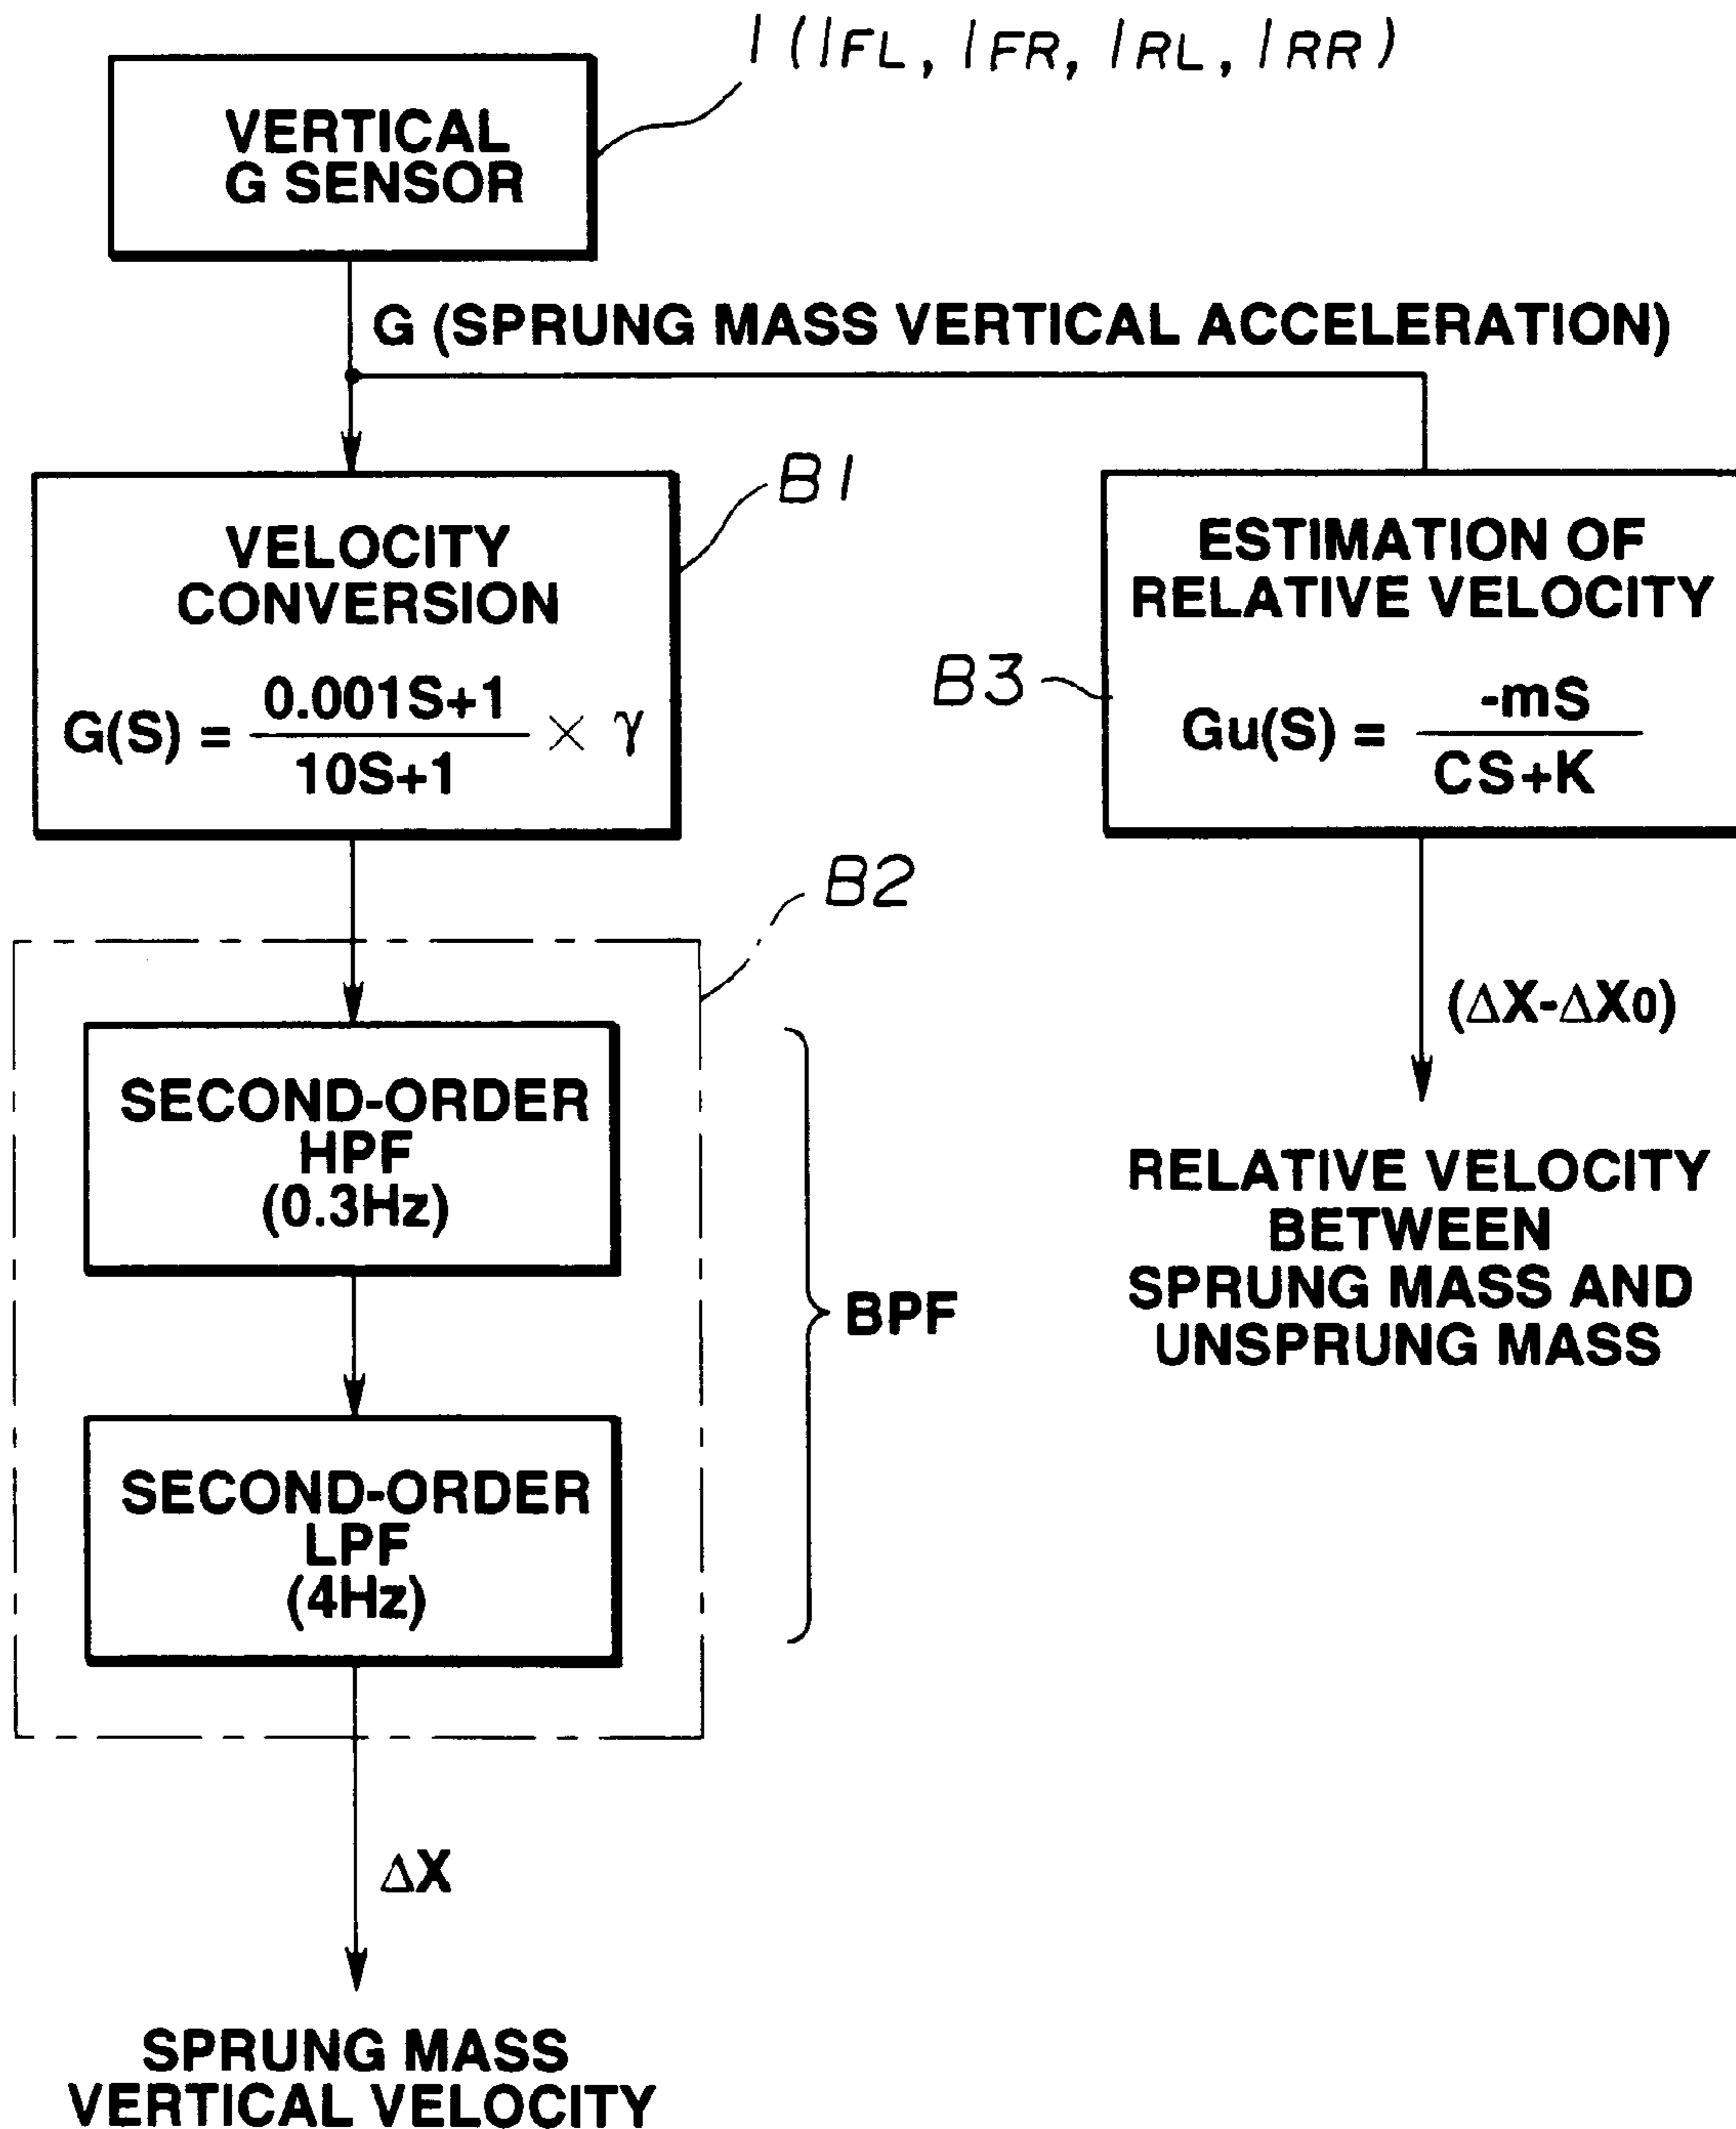 1 (1FL, 1FR, 1RL, 1RR)
VERTICAL
G SENSOR
G (SPRUNG MASS VERTICAL ACCELERATION)
B1
VELOCITY
CONVERSION
G(S) = 0.001S+1 / 10S+1 × γ
ESTIMATION OF
RELATIVE VELOCITY
B3
Gu(S) = -mS / CS+K
B2
SECOND-ORDER
HPF
(0.3Hz)
SECOND-ORDER
LPF
(4Hz)
BPF
(ΔX-ΔX0)
RELATIVE VELOCITY
BETWEEN
SPRUNG MASS AND
UNSPRUNG MASS
ΔX
SPRUNG MASS
VERTICAL VELOCITY